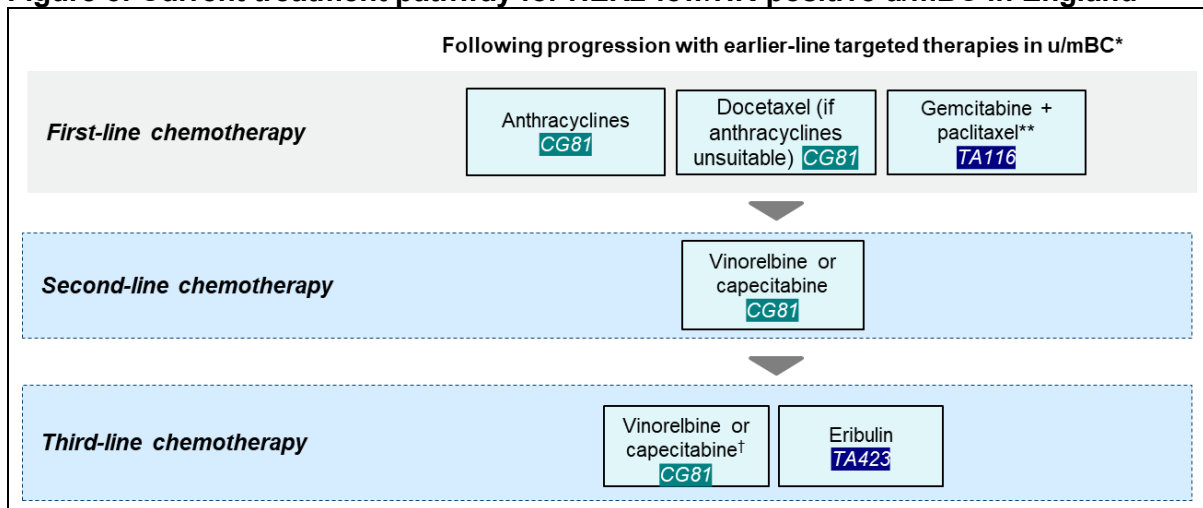 Following progression with earlier-line targeted therapies in u/mBC*
First-line chemotherapy
Anthracyclines
CG81
Docetaxel (if
anthracyclines
unsuitable) CG81
Gemcitabine +
paclitaxel**
TA116
Second-line chemotherapy
Vinorelbine or
capecitabine
CG81
Third-line chemotherapy
Vinorelbine or
capecitabine†
CG81
Eribulin
TA423